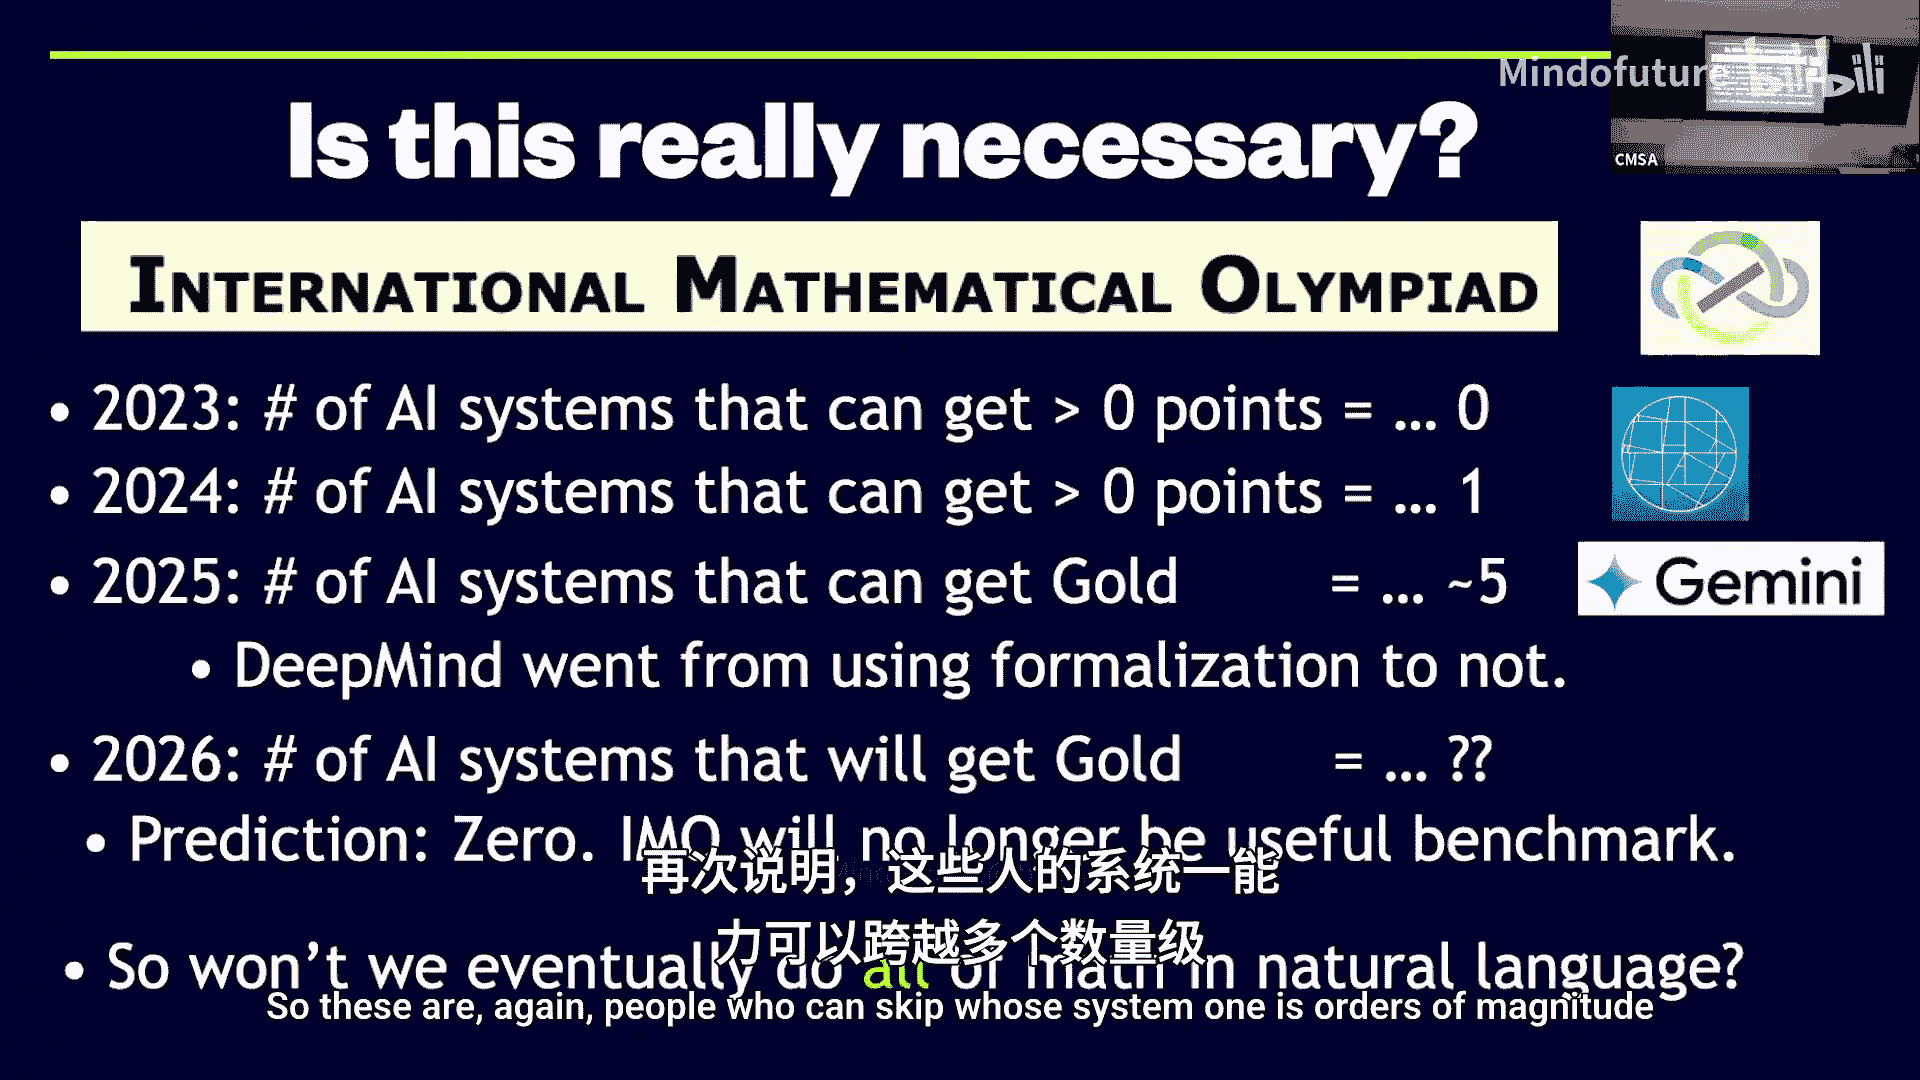 Mindofuture bilibili
CMSA
Is this really necessary?
INTERNATIONAL MATHEMATICAL OLYMPIAD
• 2023: # of AI systems that can get > 0 points = … 0
• 2024: # of AI systems that can get > 0 points = … 1
• 2025: # of AI systems that can get Gold = … ~5
Gemini
• DeepMind went from using formalization to not.
• 2026: # of AI systems that will get Gold = … ??
• Prediction: Zero. IMO will no longer be useful benchmark.
再次说明，这些人的系统一能
力可以跨越多个数量级
• So won’t we eventually do all of math in natural language?
So these are, again, people who can skip whose system one is orders of magnitude